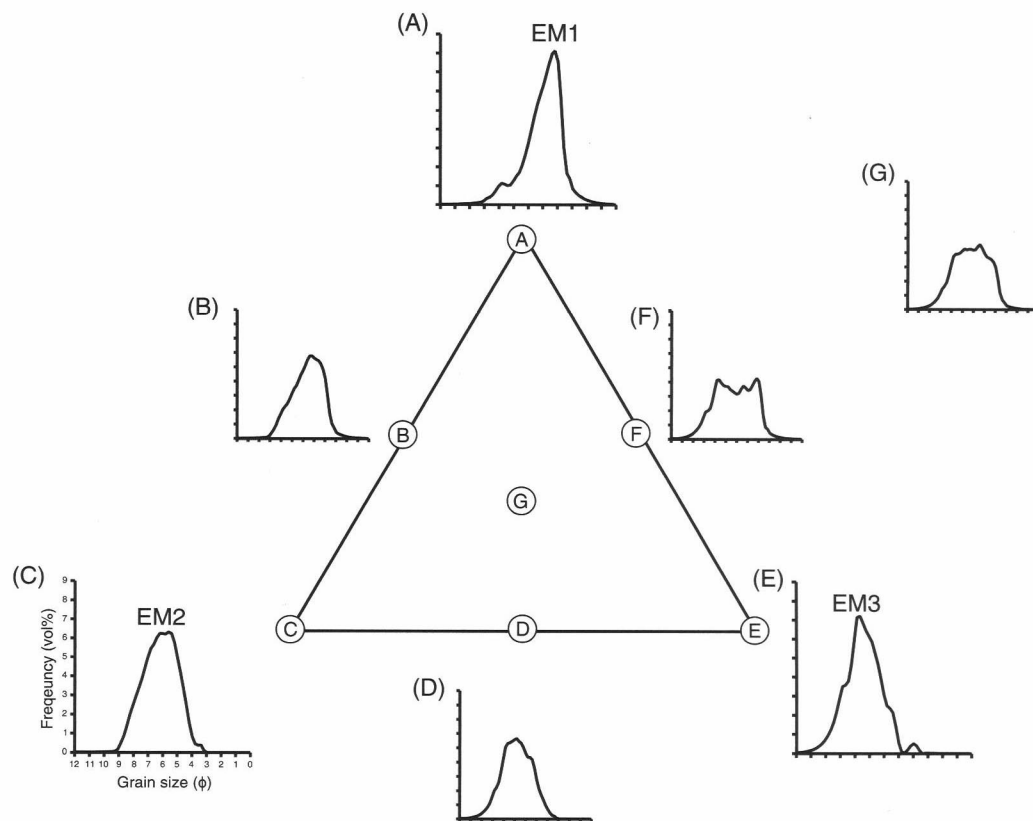 (A)
EM1
(G)
A
(B)
(F)
B
F
G
(C)
(E)
EM2
EM3
9
8
7
6
5
4
3
2
1
0
Freqeuncy (vol%)
C
D
E
12 11 10 9 8 7 6 5 4 3 2 1 0
Grain size (ϕ)
(D)